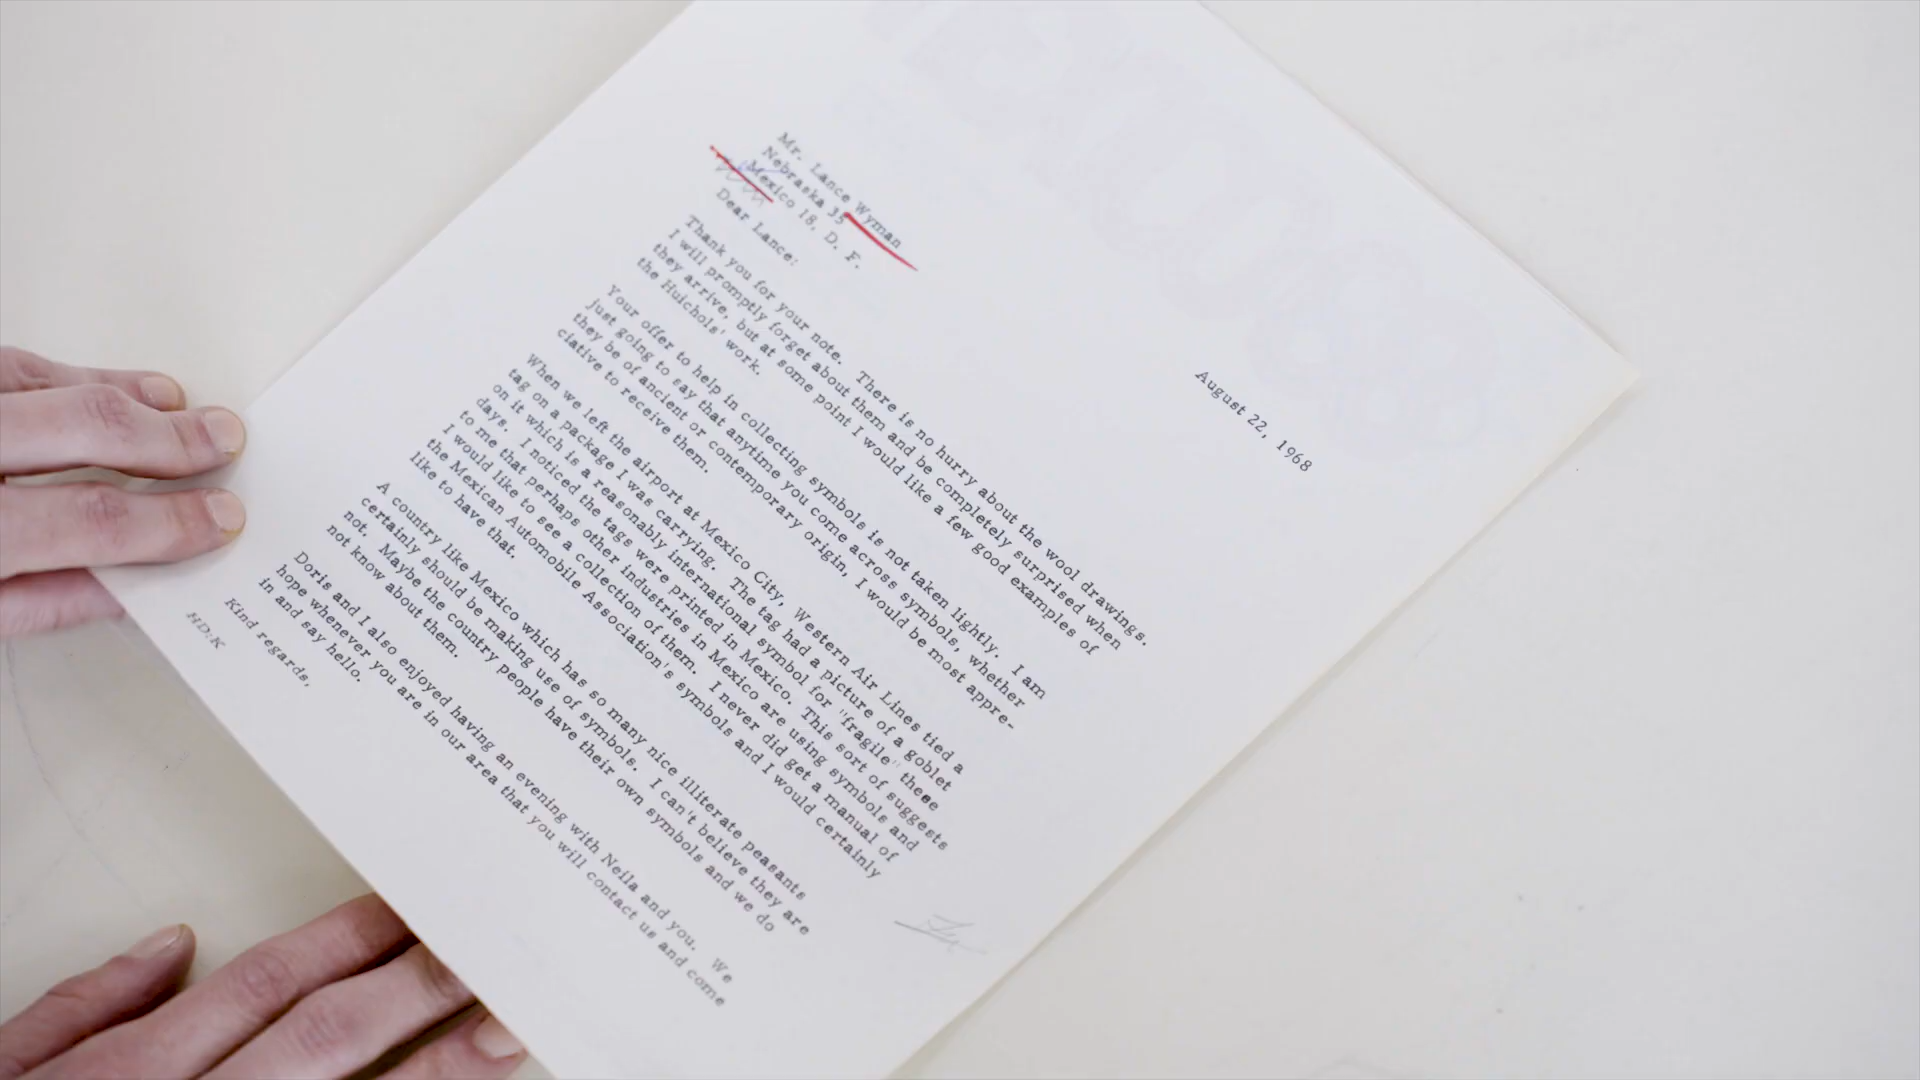 August 22, 1968
Mr. Lance Wyman
Nebraska 35
Mexico 18, D. F.
Dear Lance:
Thank you for your note. There is no hurry about the wool drawings.
I will promptly forget about them and be completely surprised when
they arrive, but at some point I would like a few good examples of
the Huichols' work.
Your offer to help in collecting symbols is not taken lightly. I am
just going to say that anytime you come across symbols, whether
they be of ancient or contemporary origin, I would be most appre-
ciative to receive them.
When we left the airport at Mexico City, Western Air Lines tied a
tag on a package I was carrying. The tag had a picture of a goblet
on it which is a reasonably international symbol for "fragile" these
days. I noticed the tags were printed in Mexico. This sort of suggests
to me that perhaps other industries in Mexico are using symbols and
I would like to see a collection of them. I never did get a manual of
the Mexican Automobile Association's symbols and I would certainly
like to have that.
A country like Mexico which has so many nice illiterate peasants
certainly should be making use of symbols. I can't believe they are
not. Maybe the country people have their own symbols and we do
not know about them.
Doris and I also enjoyed having an evening with Neila and you. We
hope whenever you are in our area that you will contact us and come
in and say hello.
Kind regards,
HD:K